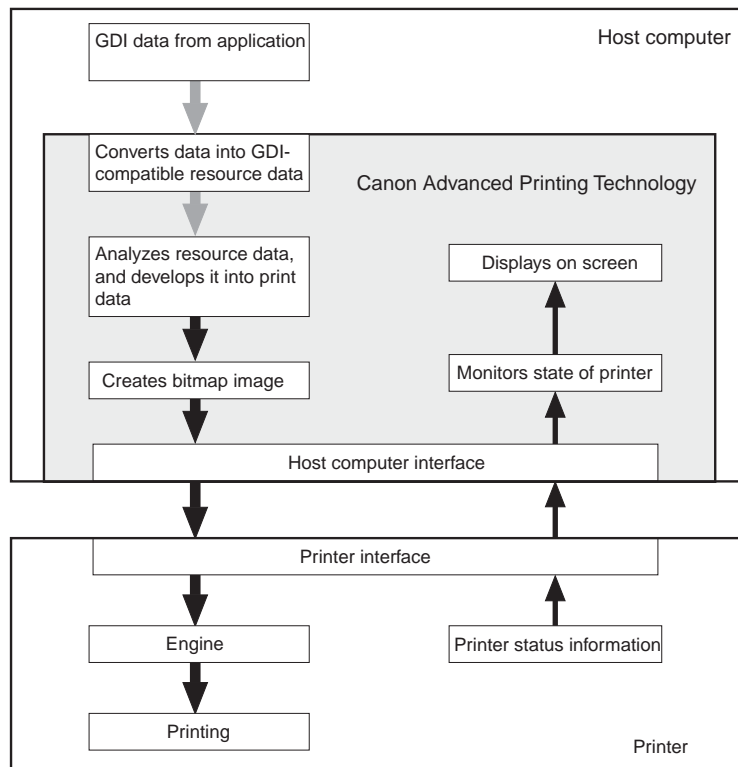 GDI data from application
Host computer
Converts data into GDI-
compatible resource data
Canon Advanced Printing Technology
Analyzes resource data,
and develops it into print
data
Displays on screen
Creates bitmap image
Monitors state of printer
Host computer interface
Printer interface
Engine
Printer status information
Printing
Printer